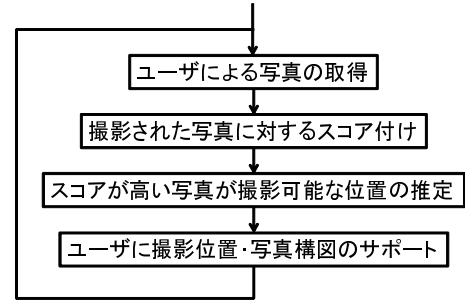 ユーザによる写真の取得
撮影された写真に対するスコア付け
スコアが高い写真が撮影可能な位置の推定
ユーザに撮影位置・写真構図のサポート